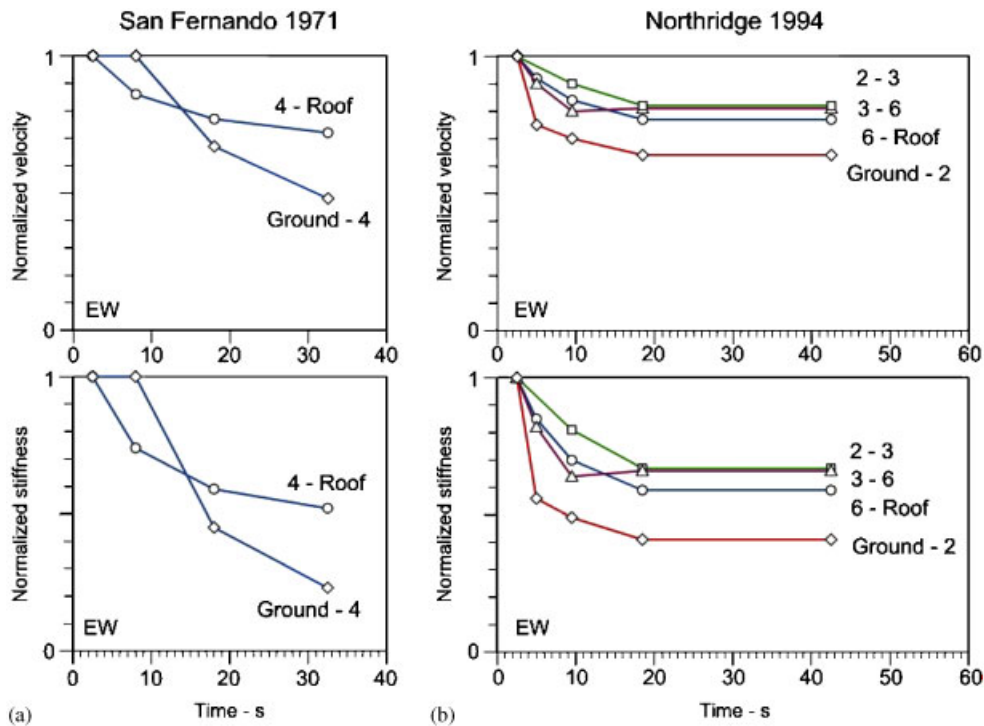 San Fernando 1971
Northridge 1994
Normalized velocity
1
0
4 - Roof
Ground - 4
EW
0 10 20 30 40
Normalized velocity
1
0
2 - 3
3 - 6
6 - Roof
Ground - 2
EW
0 10 20 30 40 50 60
Normalized stiffness
1
0
4 - Roof
Ground - 4
EW
0 10 20 30 40
Time - s
(a)
Normalized stiffness
1
0
2 - 3
3 - 6
6 - Roof
Ground - 2
EW
0 10 20 30 40 50 60
Time - s
(b)